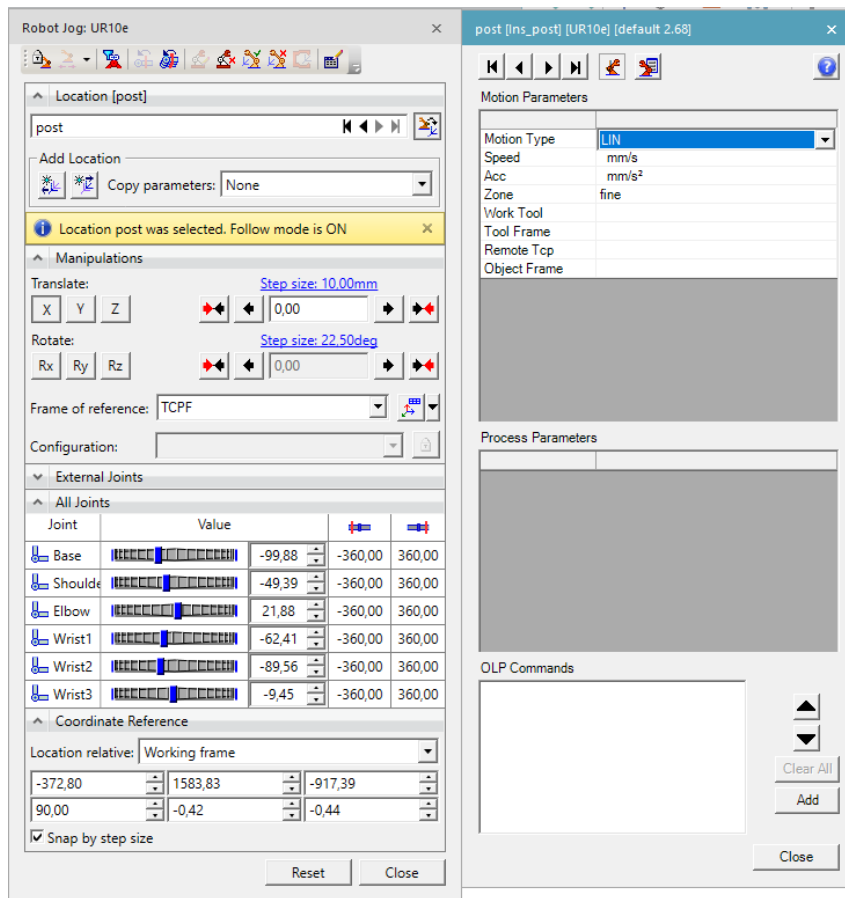 Robot Jog: UR10e
Location [post]
post
Add Location
Copy parameters: None
Location post was selected. Follow mode is ON
Manipulations
Translate: Step size: 10,00mm
X Y Z 0,00
Rotate: Step size: 22,50deg
Rx Ry Rz 0,00
Frame of reference: TCPF
Configuration:
External Joints
All Joints
Joint Value
Base -99,88 -360,00 360,00
Shoulde -49,39 -360,00 360,00
Elbow 21,88 -360,00 360,00
Wrist1 -62,41 -360,00 360,00
Wrist2 -89,56 -360,00 360,00
Wrist3 -9,45 -360,00 360,00
Coordinate Reference
Location relative: Working frame
-372,80 1583,83 -917,39
90,00 -0,42 -0,44
Snap by step size
Reset Close
post [Ins_post] [UR10e] [default 2.68]
Motion Parameters
Motion Type LIN
Speed mm/s
Acc mm/s²
Zone fine
Work Tool
Tool Frame
Remote Tcp
Object Frame
Process Parameters
OLP Commands
Clear All
Add
Close